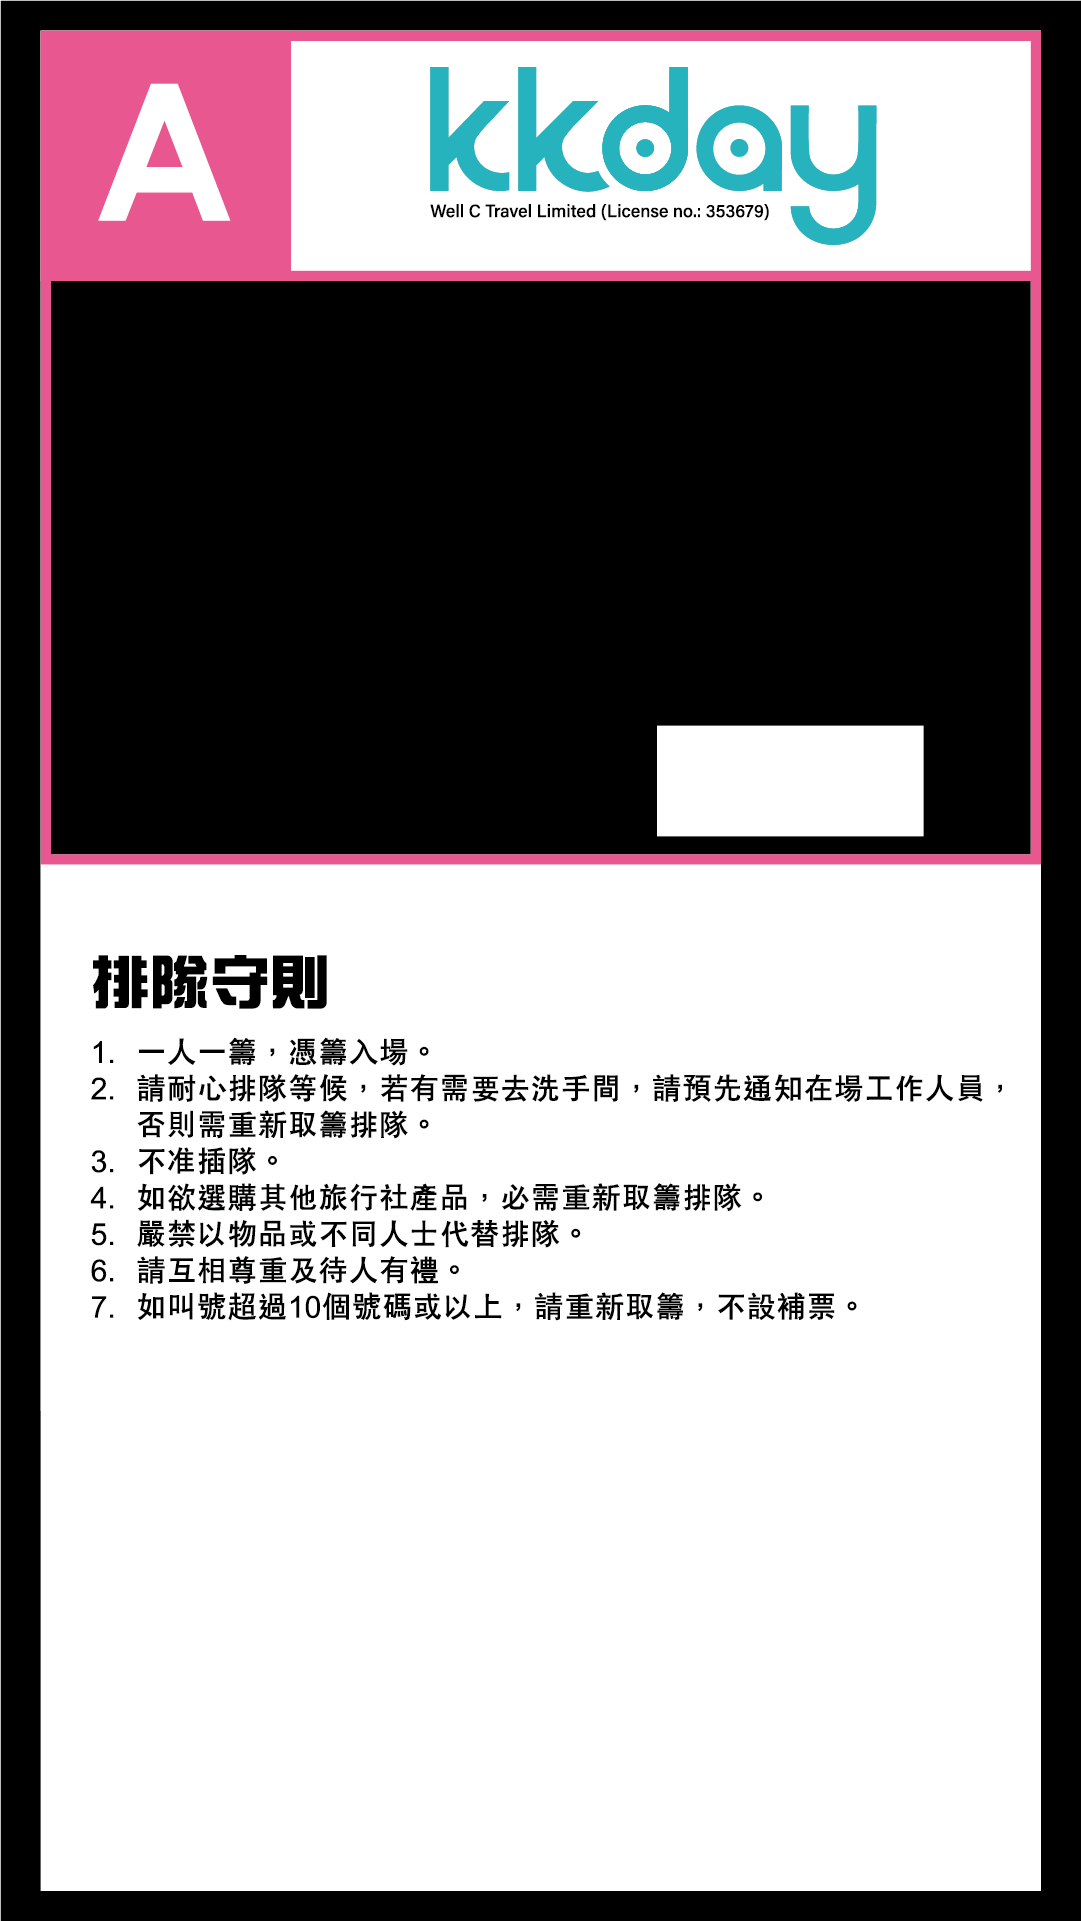 A
kkday
Well C Travel Limited (License no.: 353679)
排隊守則
1. 一人一籌，憑籌入場。
2. 請耐心排隊等候，若有需要去洗手間，請預先通知在場工作人員，
否則需重新取籌排隊。
3. 不准插隊。
4. 如欲選購其他旅行社產品，必需重新取籌排隊。
5. 嚴禁以物品或不同人士代替排隊。
6. 請互相尊重及待人有禮。
7. 如叫號超過10個號碼或以上，請重新取籌，不設補票。